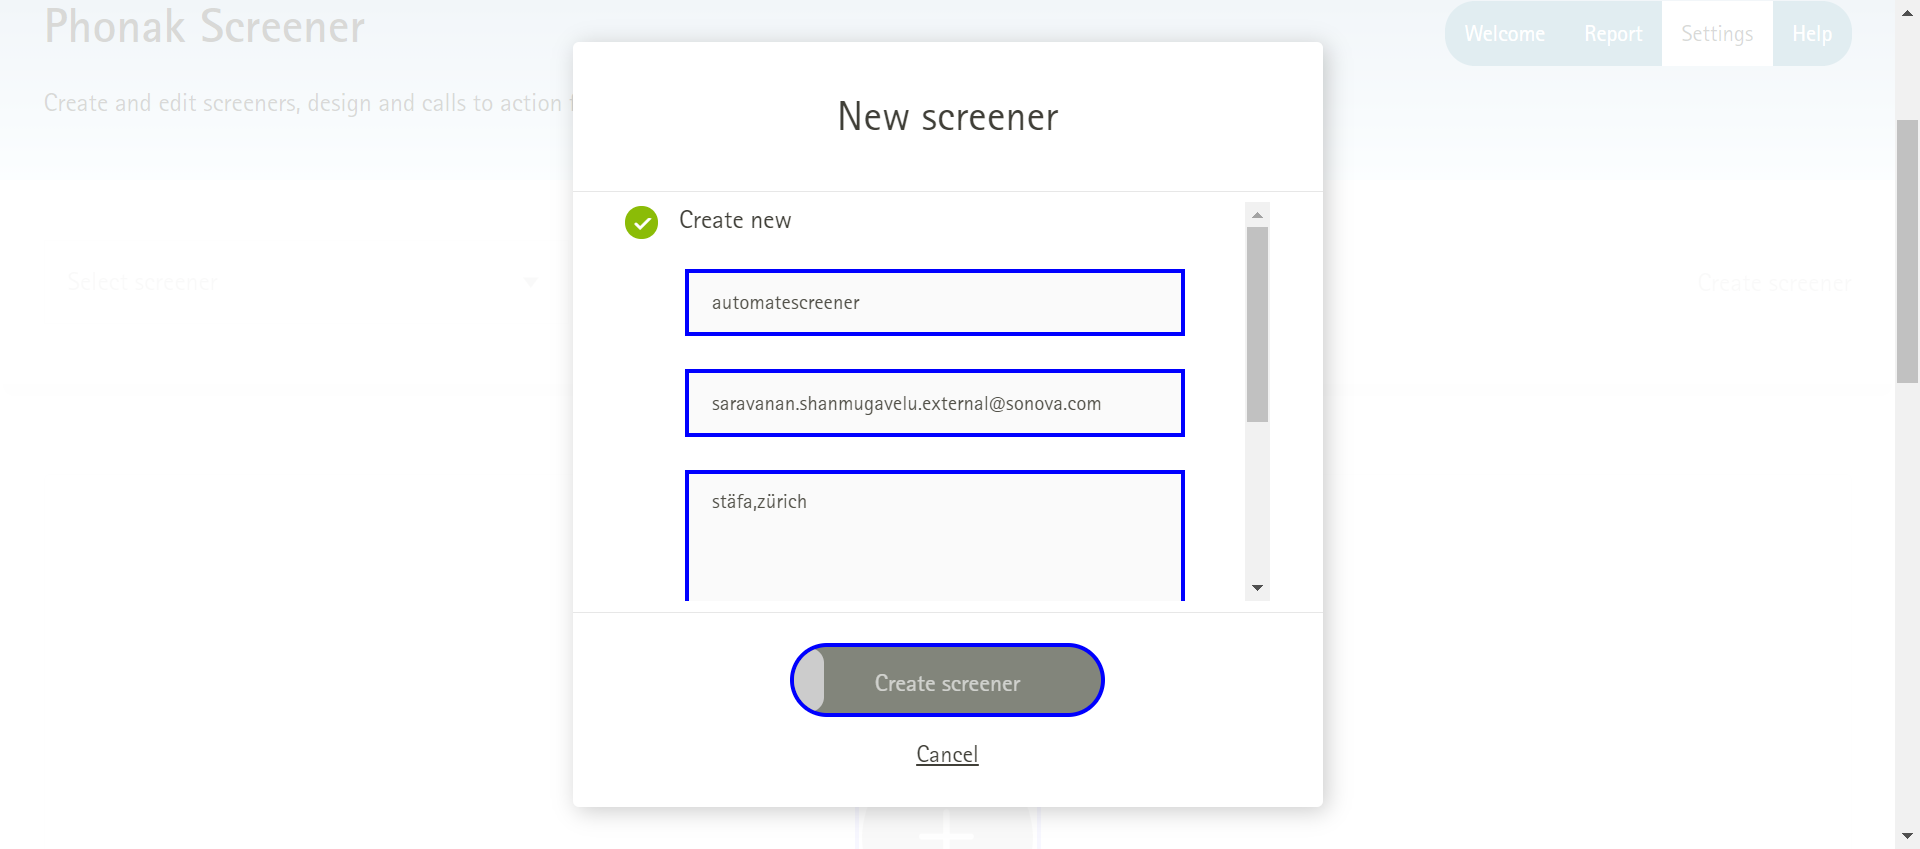 Phonak Screener
Welcome
Report
Settings
Help
Create and edit screeners, design and calls to action
New screener
Select screener
Create screener
Create new
automatescreener
saravanan.shanmugavelu.external@sonova.com
stäfa,zürich
Create screener
Cancel